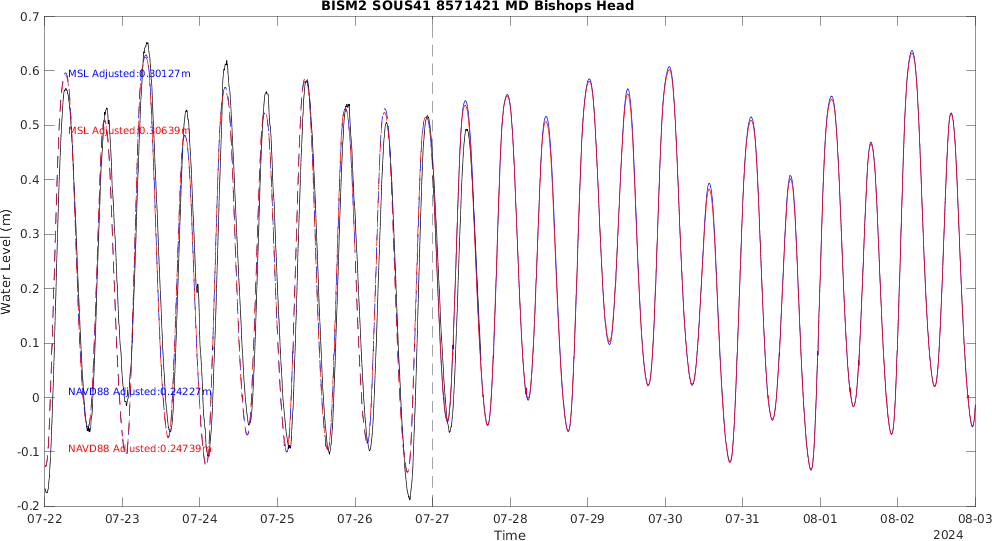 BISM2 SOUS41 8571421 MD Bishops Head
0.7
0.6
0.5
0.4
0.3
0.2
0.1
0
-0.1
-0.2
Water Level (m)
MSL Adjusted:0.30127m
MSL Adjusted:0.30639m
NAVD88 Adjusted:0.24227m
NAVD88 Adjusted:0.24739m
07-22 07-23 07-24 07-25 07-26 07-27 07-28 07-29 07-30 07-31 08-01 08-02 08-03
Time
2024